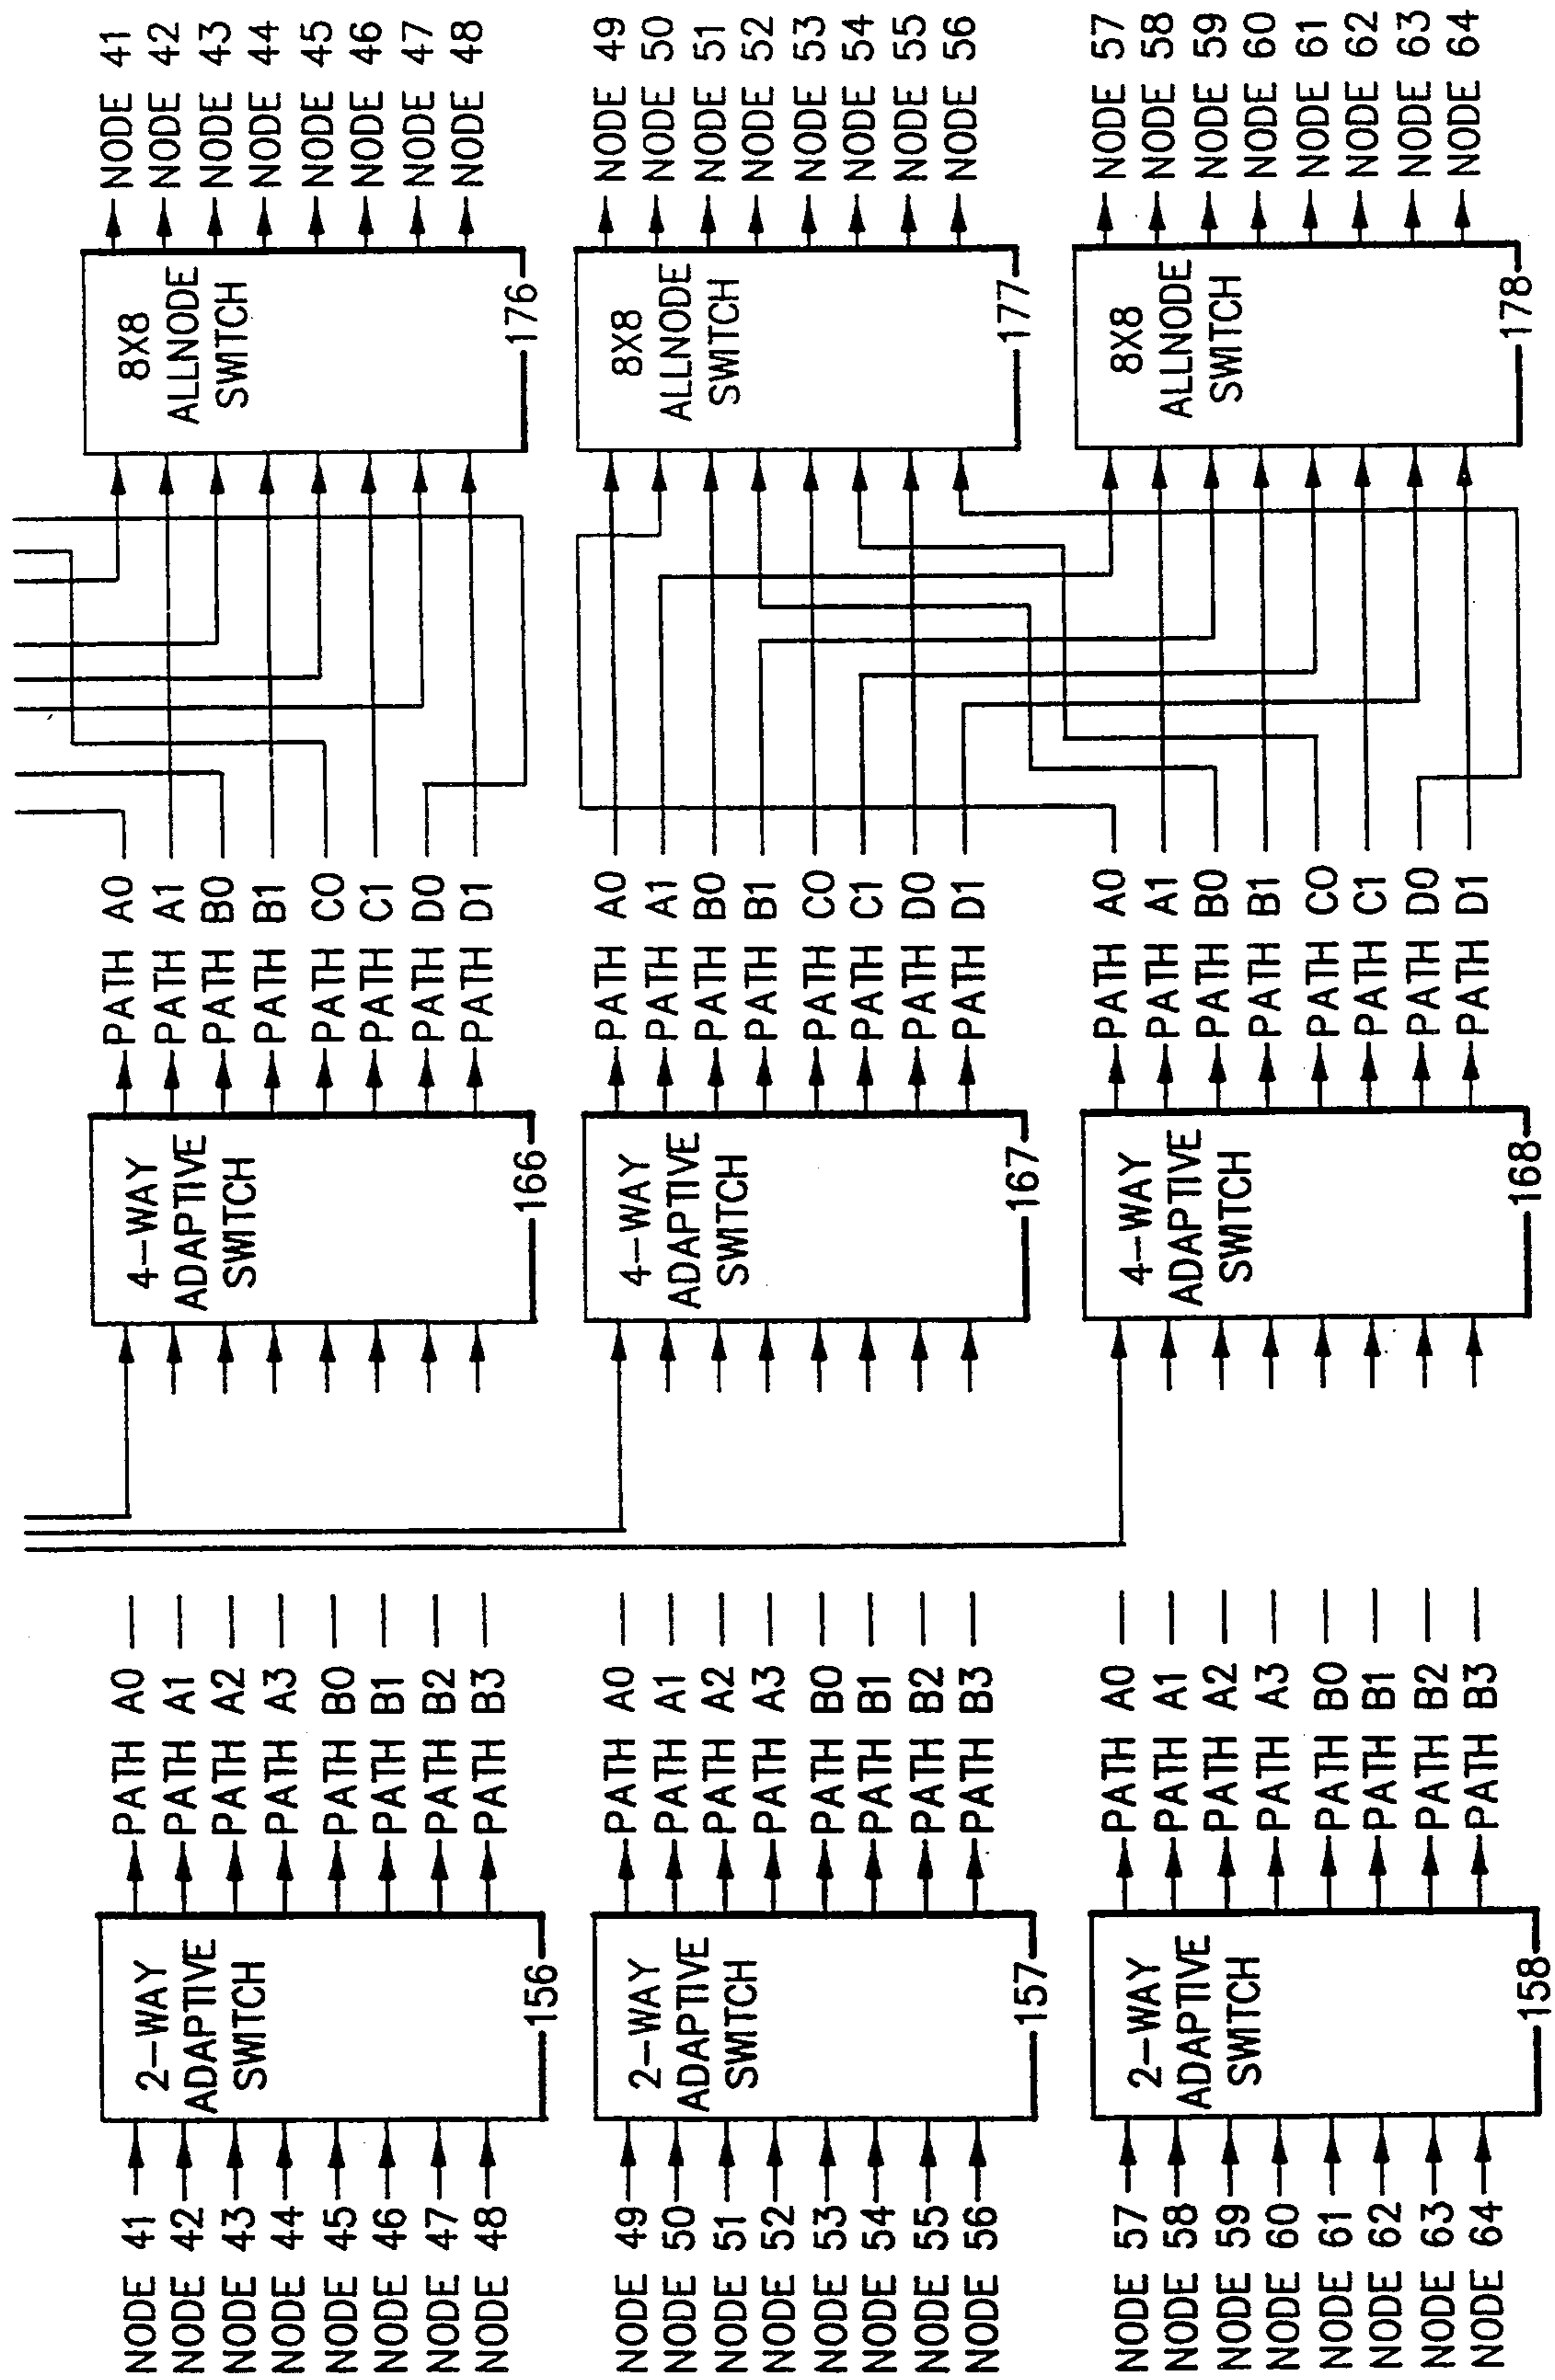 NODE 41
NODE 42
NODE 43
NODE 44
NODE 45
NODE 46
NODE 47
NODE 48
2-WAY
ADAPTIVE
SWITCH
156
PATH A0
PATH A1
PATH A2
PATH A3
PATH B0
PATH B1
PATH B2
PATH B3
4-WAY
ADAPTIVE
SWITCH
166
PATH A0
PATH A1
PATH B0
PATH B1
PATH C0
PATH C1
PATH D0
PATH D1
8X8
ALLNODE
SWITCH
176
NODE 41
NODE 42
NODE 43
NODE 44
NODE 45
NODE 46
NODE 47
NODE 48
NODE 49
NODE 50
NODE 51
NODE 52
NODE 53
NODE 54
NODE 55
NODE 56
2-WAY
ADAPTIVE
SWITCH
157
PATH A0
PATH A1
PATH A2
PATH A3
PATH B0
PATH B1
PATH B2
PATH B3
4-WAY
ADAPTIVE
SWITCH
167
PATH A0
PATH A1
PATH B0
PATH B1
PATH C0
PATH C1
PATH D0
PATH D1
8X8
ALLNODE
SWITCH
177
NODE 49
NODE 50
NODE 51
NODE 52
NODE 53
NODE 54
NODE 55
NODE 56
NODE 57
NODE 58
NODE 59
NODE 60
NODE 61
NODE 62
NODE 63
NODE 64
2-WAY
ADAPTIVE
SWITCH
158
PATH A0
PATH A1
PATH A2
PATH A3
PATH B0
PATH B1
PATH B2
PATH B3
4-WAY
ADAPTIVE
SWITCH
168
PATH A0
PATH A1
PATH B0
PATH B1
PATH C0
PATH C1
PATH D0
PATH D1
8X8
ALLNODE
SWITCH
178
NODE 57
NODE 58
NODE 59
NODE 60
NODE 61
NODE 62
NODE 63
NODE 64